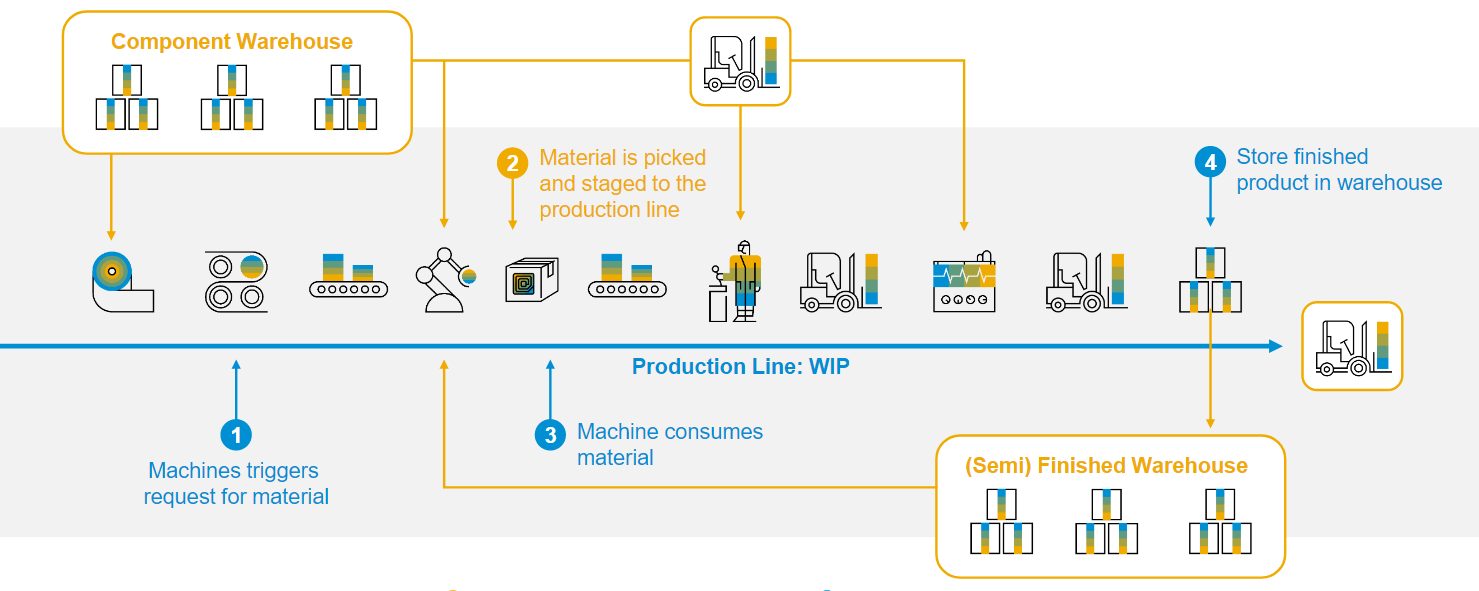 Component Warehouse
2
Material is picked
and staged to the
production line
4
Store finished
product in warehouse
Production Line: WIP
1
Machines triggers
request for material
3
Machine consumes
material
(Semi) Finished Warehouse